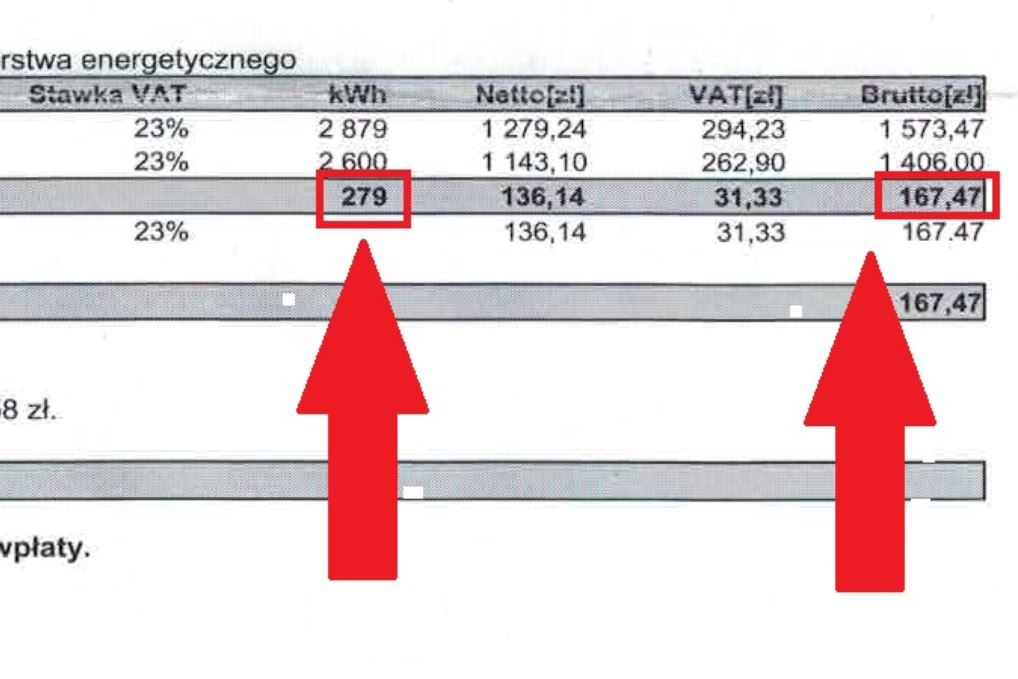 rstwa energetycznego
Stawka VAT kWh Netto[zł] VAT[zł] Brutto[zł]
23% 2 879 1 279,24 294,23 1 573,47
23% 2 600 1 143,10 262,90 1 406,00
279 136,14 31,33 167,47
23% 136,14 31,33 167,47
167,47
8 zł.
wpłaty.